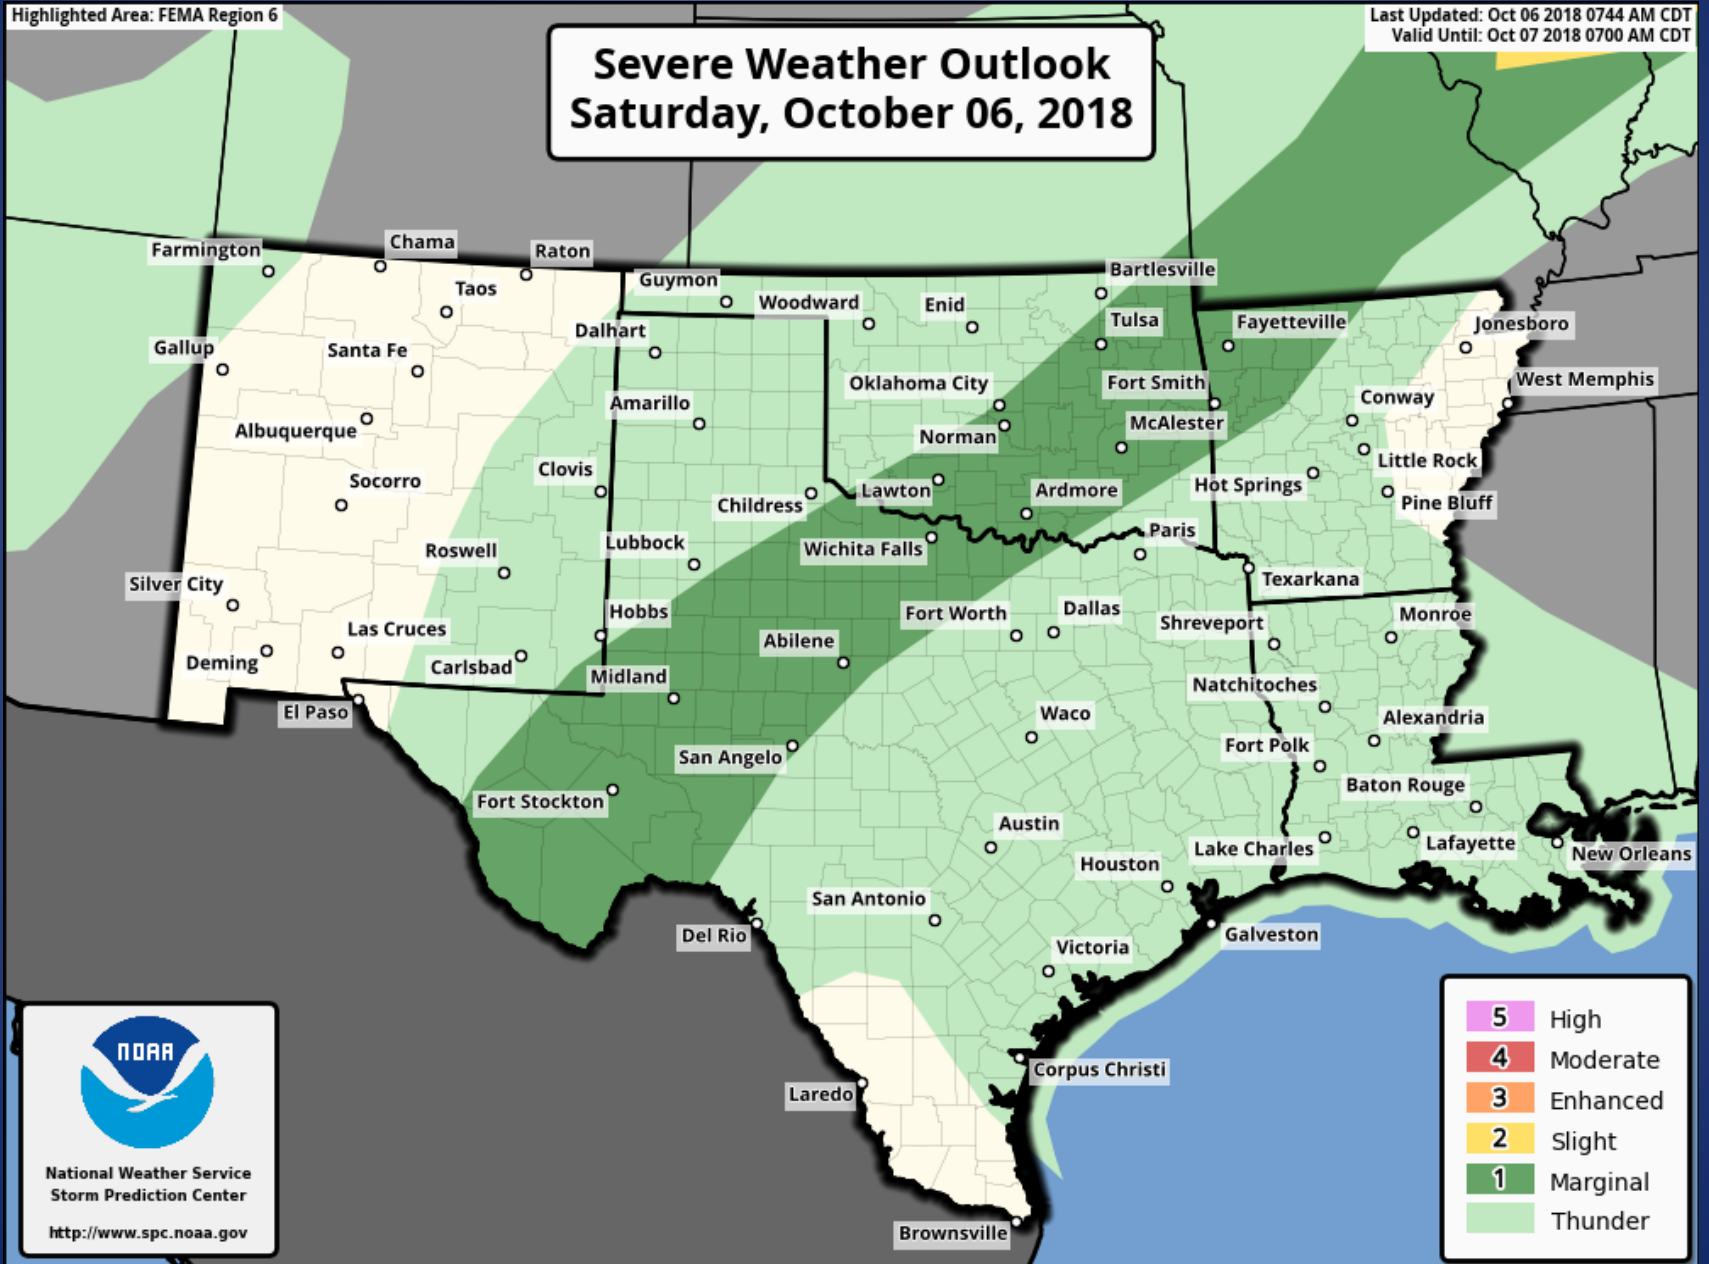 Highlighted Area: FEMA Region 6
Last Updated: Oct 06 2018 0744 AM CDT
Valid Until: Oct 07 2018 0700 AM CDT
Severe Weather Outlook
Saturday, October 06, 2018
Farmington
Chama
Raton
Taos
Guymon
Woodward
Enid
Bartlesville
Tulsa
Fayetteville
Jonesboro
Gallup
Santa Fe
Dalhart
Albuquerque
Amarillo
Oklahoma City
Fort Smith
West Memphis
Norman
McAlester
Conway
Socorro
Clovis
Childress
Lawton
Ardmore
Hot Springs
Little Rock
Pine Bluff
Roswell
Lubbock
Wichita Falls
Paris
Silver City
Texarkana
Las Cruces
Hobbs
Fort Worth
Dallas
Shreveport
Monroe
Deming
Carlsbad
Midland
Abilene
Natchitoches
El Paso
Waco
Alexandria
San Angelo
Fort Polk
Fort Stockton
Baton Rouge
Austin
Lake Charles
Lafayette
New Orleans
Houston
San Antonio
Del Rio
Victoria
Galveston
Corpus Christi
Laredo
Brownsville
NOAA
National Weather Service
Storm Prediction Center
http://www.spc.noaa.gov
5 High
4 Moderate
3 Enhanced
2 Slight
1 Marginal
Thunder